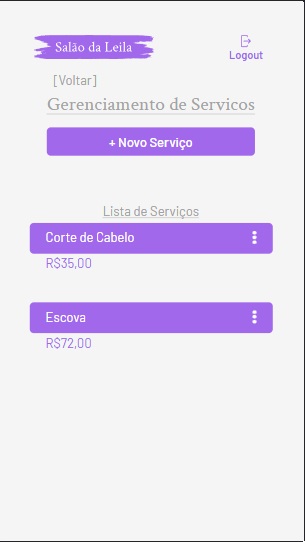 Salão da Leila
Logout
[Voltar]
Gerenciamento de Servicos
+ Novo Serviço
Lista de Serviços
Corte de Cabelo
R$35,00
Escova
R$72,00